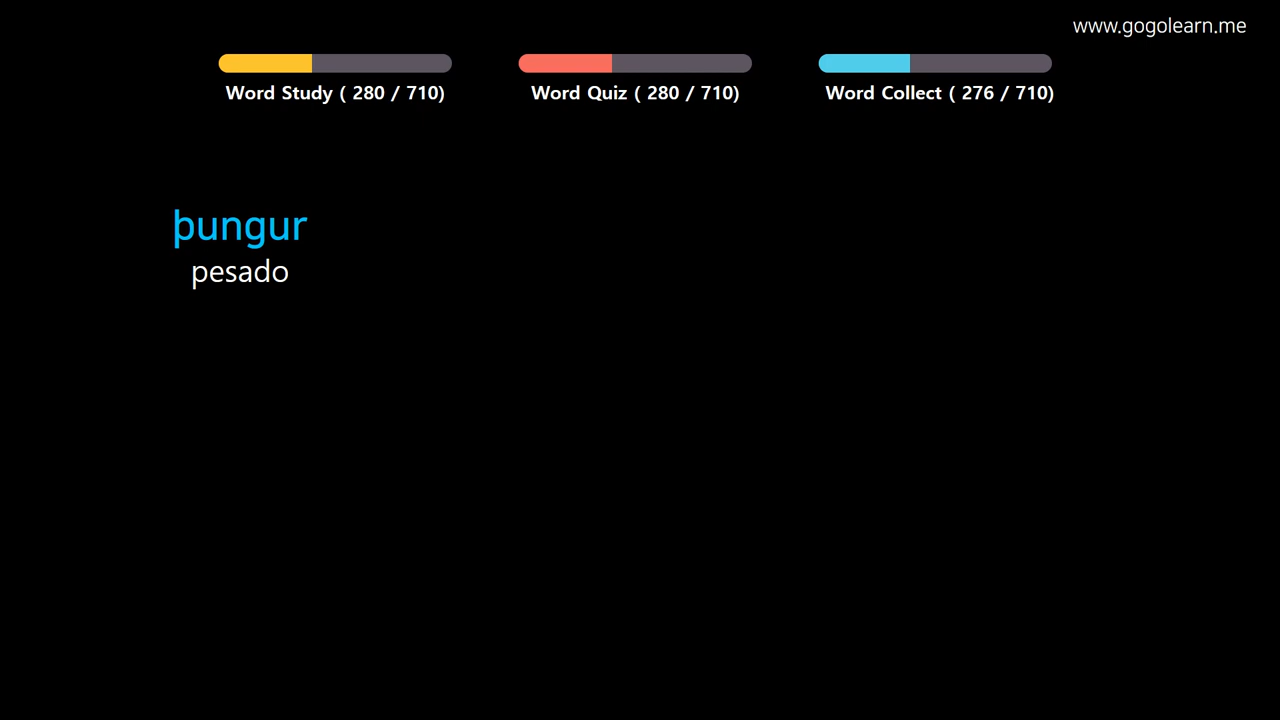 www.gogolearn.me
Word Study ( 280 / 710)
Word Quiz ( 280 / 710)
Word Collect ( 276 / 710)
þungur
pesado